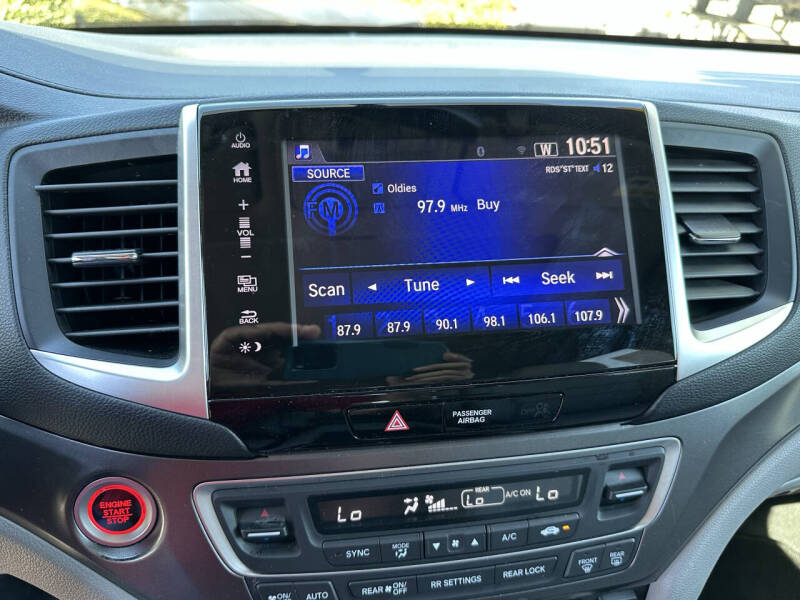 AUDIO
HOME
+
VOL
−
MENU
BACK
W 10:51
SOURCE
RDS "ST" TEXT 12
Oldies
FM
97.9 MHz Buy
Scan
Tune
Seek
87.9 87.9 90.1 98.1 106.1 107.9
PASSENGER
AIRBAG
ENGINE
START
STOP
Lo
REAR
Lo
A/C ON
Lo
SYNC
MODE
A/C
FRONT
REAR
ON/
AUTO
REAR ON/
OFF
RR SETTINGS
REAR LOCK